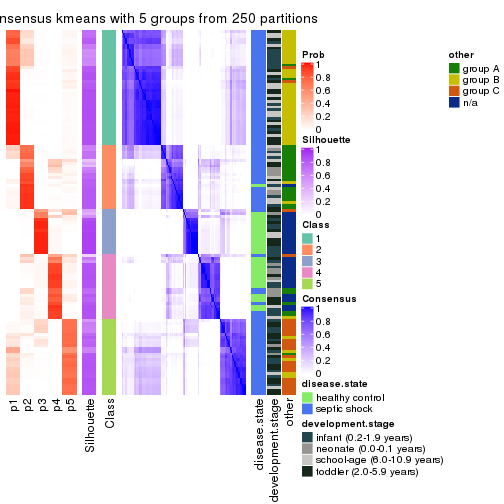 nsensus kmeans with 5 groups from 250 partitions
p1
p2
p3
p4
p5
Silhouette
Class
disease.state
development.stage
other
Prob
1
0.8
0.6
0.4
0.2
0
Silhouette
1
0.8
0.6
0.4
0.2
0
Class
1
2
3
4
5
Consensus
1
0.8
0.6
0.4
0.2
0
disease.state
healthy control
septic shock
development.stage
infant (0.2-1.9 years)
neonate (0.0-0.1 years)
school-age (6.0-10.9 years)
toddler (2.0-5.9 years)
other
group A
group B
group C
n/a